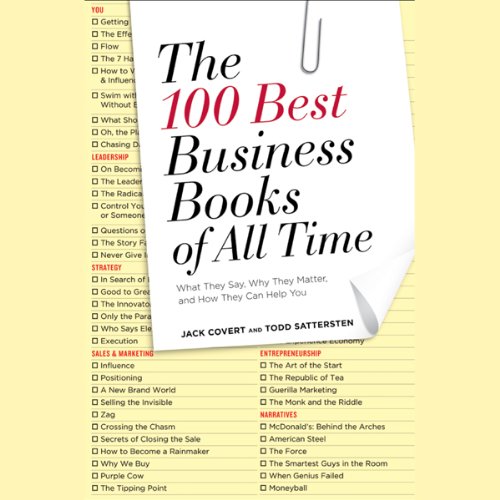 YOU
Getting
The Effe
Flow
The 7 Ha
How to W
& Influen
Swim with
Without B
What Sho
Oh, the Pl
Chasing Da
LEADERSHIP
On Becom
The Leader
The Radica
Control You
or Someone
Questions o
The Story Fa
Never Give I
STRATEGY
In Search of E
Good to Great
The Innovato
Only the Para
Who Says Ele
Execution
The
100 Best
Business
Books
of All Time
What They Say, Why They Matter,
and How They Can Help You
JACK COVERT AND TODD SATTERSTEN
Economy
SALES & MARKETING
Influence
Positioning
A New Brand World
Selling the Invisible
Zag
Crossing the Chasm
Secrets of Closing the Sale
How to Become a Rainmaker
Why We Buy
Purple Cow
The Tipping Point
ENTREPRENEURSHIP
The Art of the Start
The Republic of Tea
Guerilla Marketing
The Monk and the Riddle
NARRATIVES
McDonald's: Behind the Arches
American Steel
The Force
The Smartest Guys in the Room
When Genius Failed
Moneyball